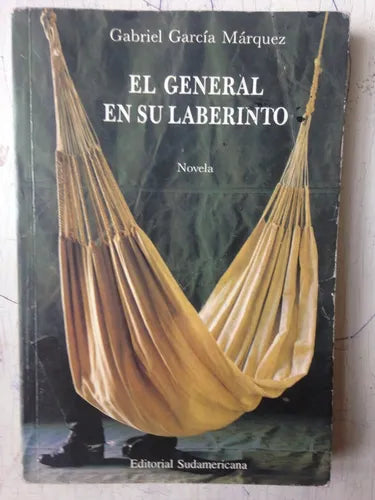 Gabriel García Márquez
EL GENERAL
EN SU LABERINTO
Novela
Editorial Sudamericana